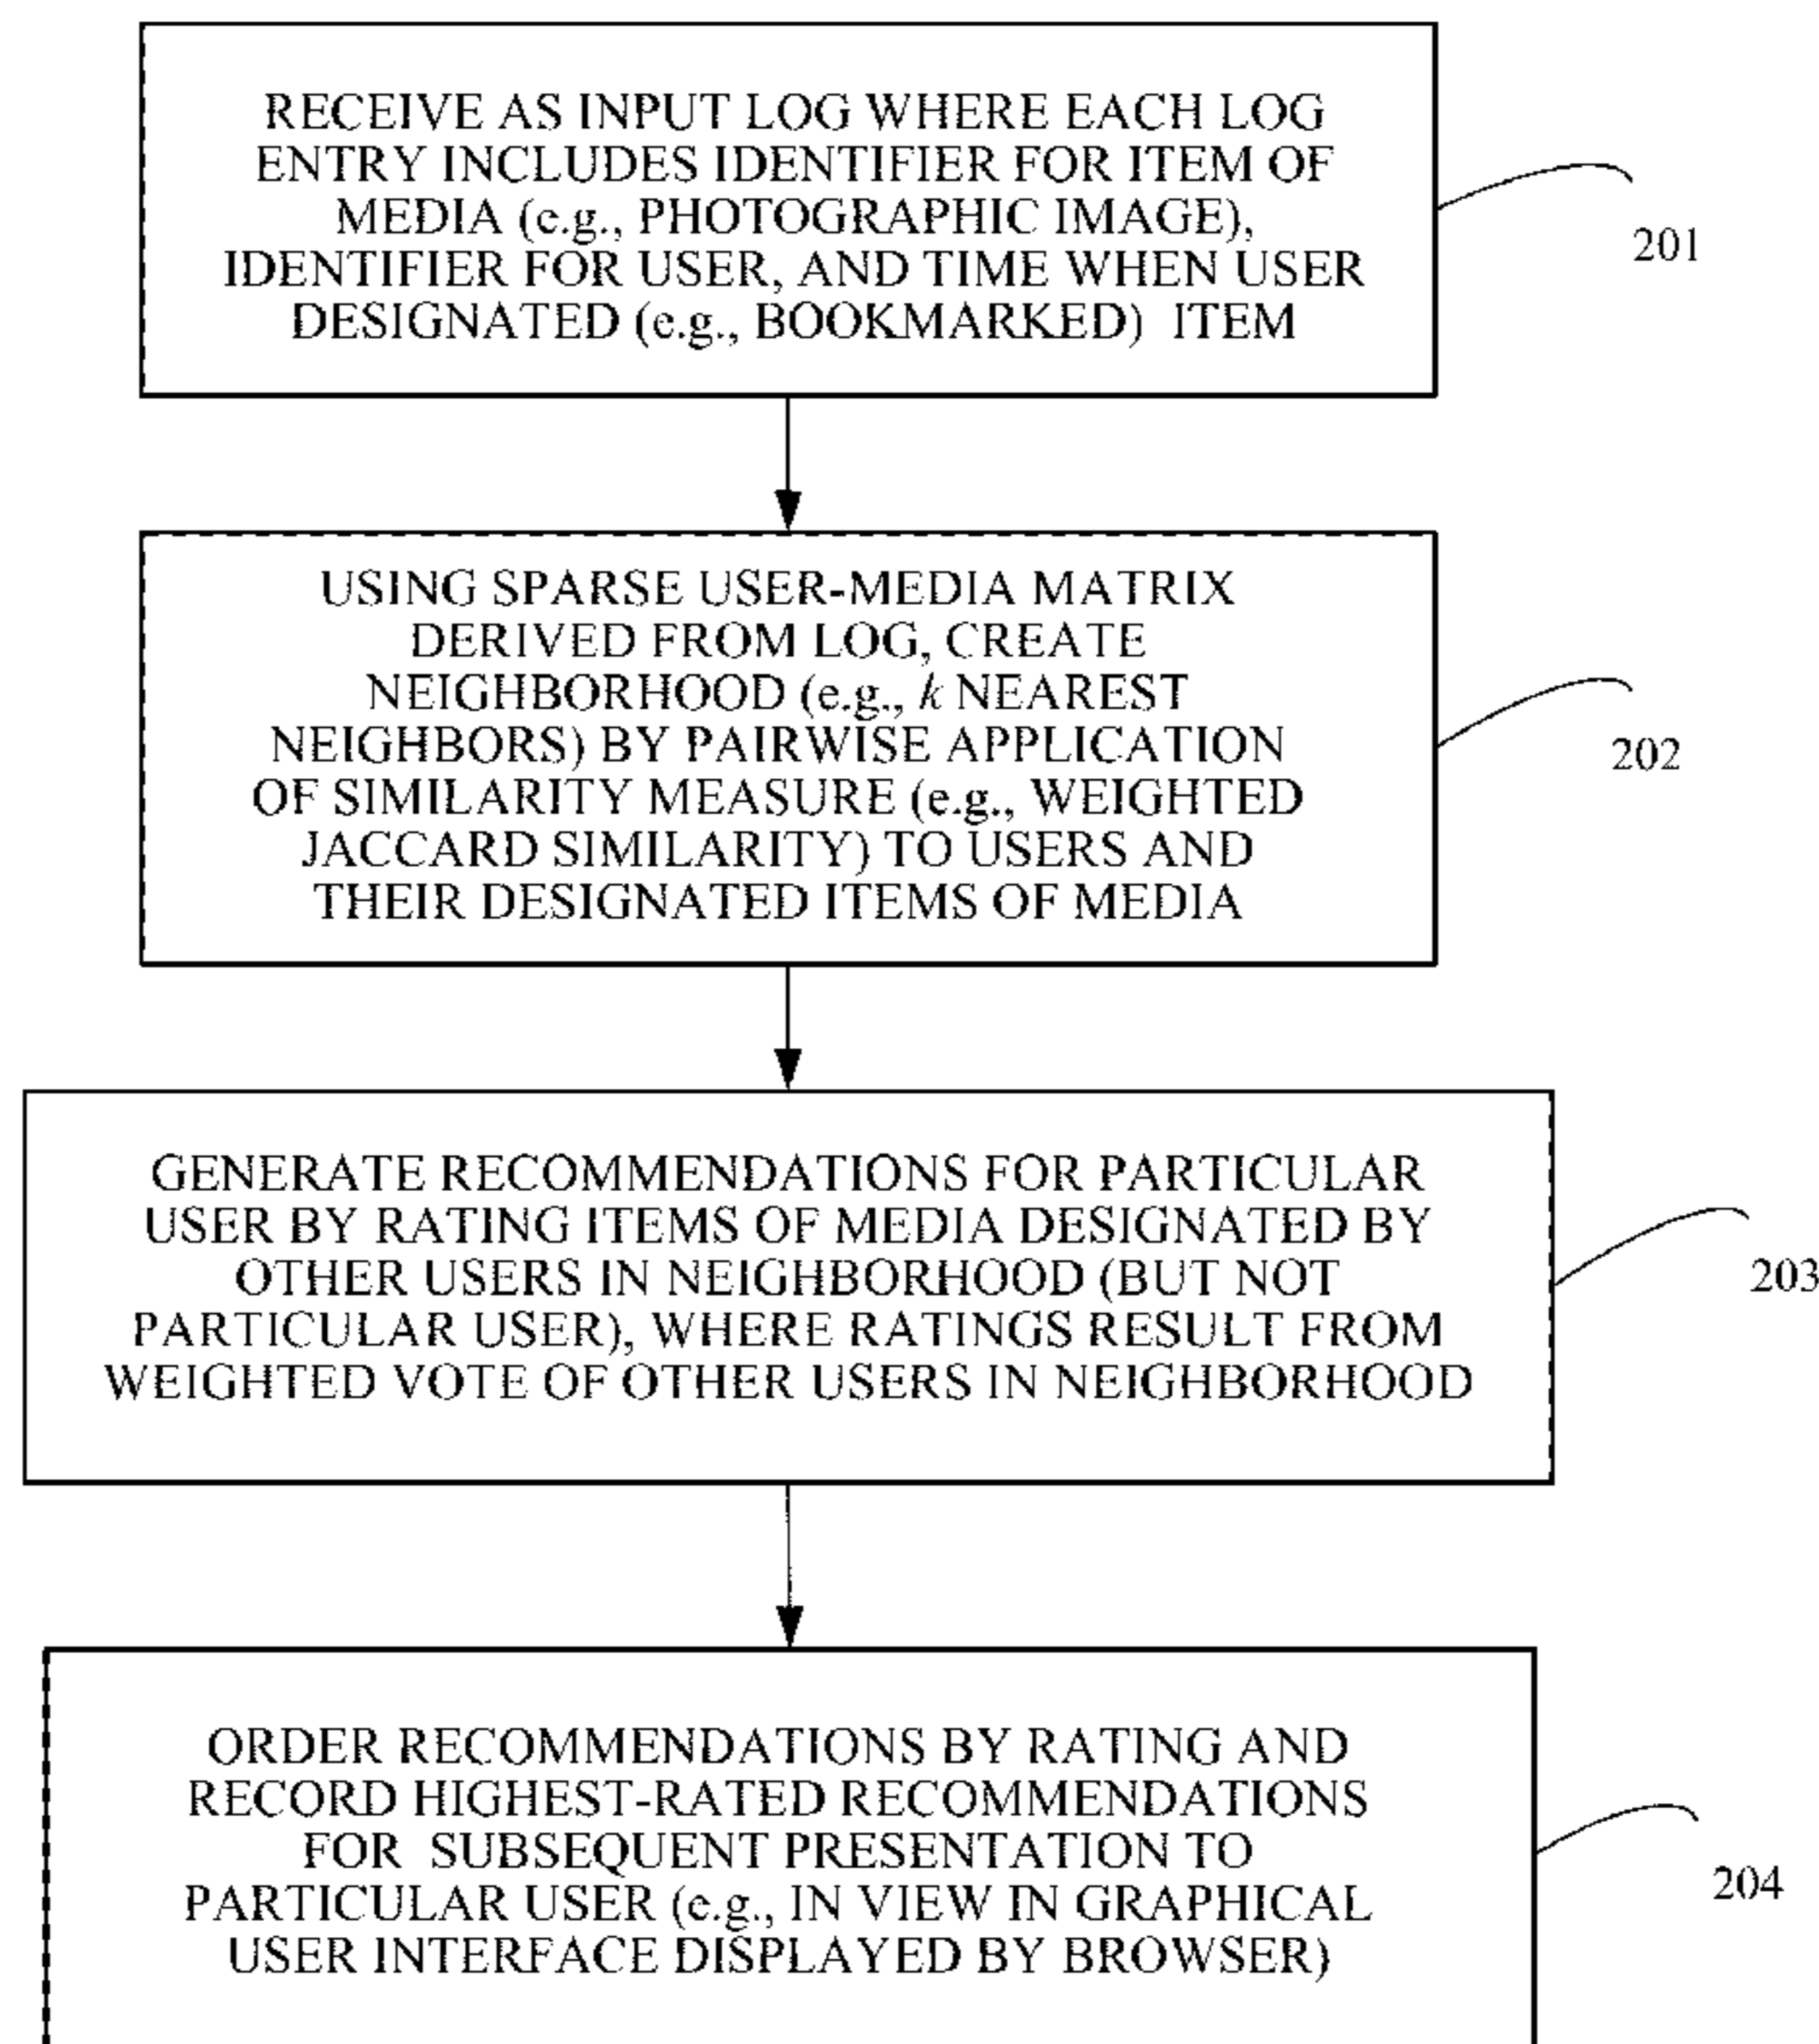 RECEIVE AS INPUT LOG WHERE EACH LOG
ENTRY INCLUDES IDENTIFIER FOR ITEM OF
MEDIA (e.g., PHOTOGRAPHIC IMAGE),
IDENTIFIER FOR USER, AND TIME WHEN USER
DESIGNATED (e.g., BOOKMARKED) ITEM
201
USING SPARSE USER-MEDIA MATRIX
DERIVED FROM LOG, CREATE
NEIGHBORHOOD (e.g., k NEAREST
NEIGHBORS) BY PAIRWISE APPLICATION
OF SIMILARITY MEASURE (e.g., WEIGHTED
JACCARD SIMILARITY) TO USERS AND
THEIR DESIGNATED ITEMS OF MEDIA
202
GENERATE RECOMMENDATIONS FOR PARTICULAR
USER BY RATING ITEMS OF MEDIA DESIGNATED BY
OTHER USERS IN NEIGHBORHOOD (BUT NOT
PARTICULAR USER), WHERE RATINGS RESULT FROM
WEIGHTED VOTE OF OTHER USERS IN NEIGHBORHOOD
203
ORDER RECOMMENDATIONS BY RATING AND
RECORD HIGHEST-RATED RECOMMENDATIONS
FOR SUBSEQUENT PRESENTATION TO
PARTICULAR USER (e.g., IN VIEW IN GRAPHICAL
USER INTERFACE DISPLAYED BY BROWSER)
204